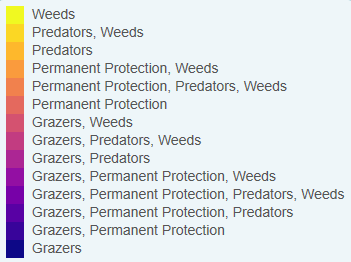 Weeds
Predators, Weeds
Predators
Permanent Protection, Weeds
Permanent Protection, Predators, Weeds
Permanent Protection
Grazers, Weeds
Grazers, Predators, Weeds
Grazers, Predators
Grazers, Permanent Protection, Weeds
Grazers, Permanent Protection, Predators, Weeds
Grazers, Permanent Protection, Predators
Grazers, Permanent Protection
Grazers